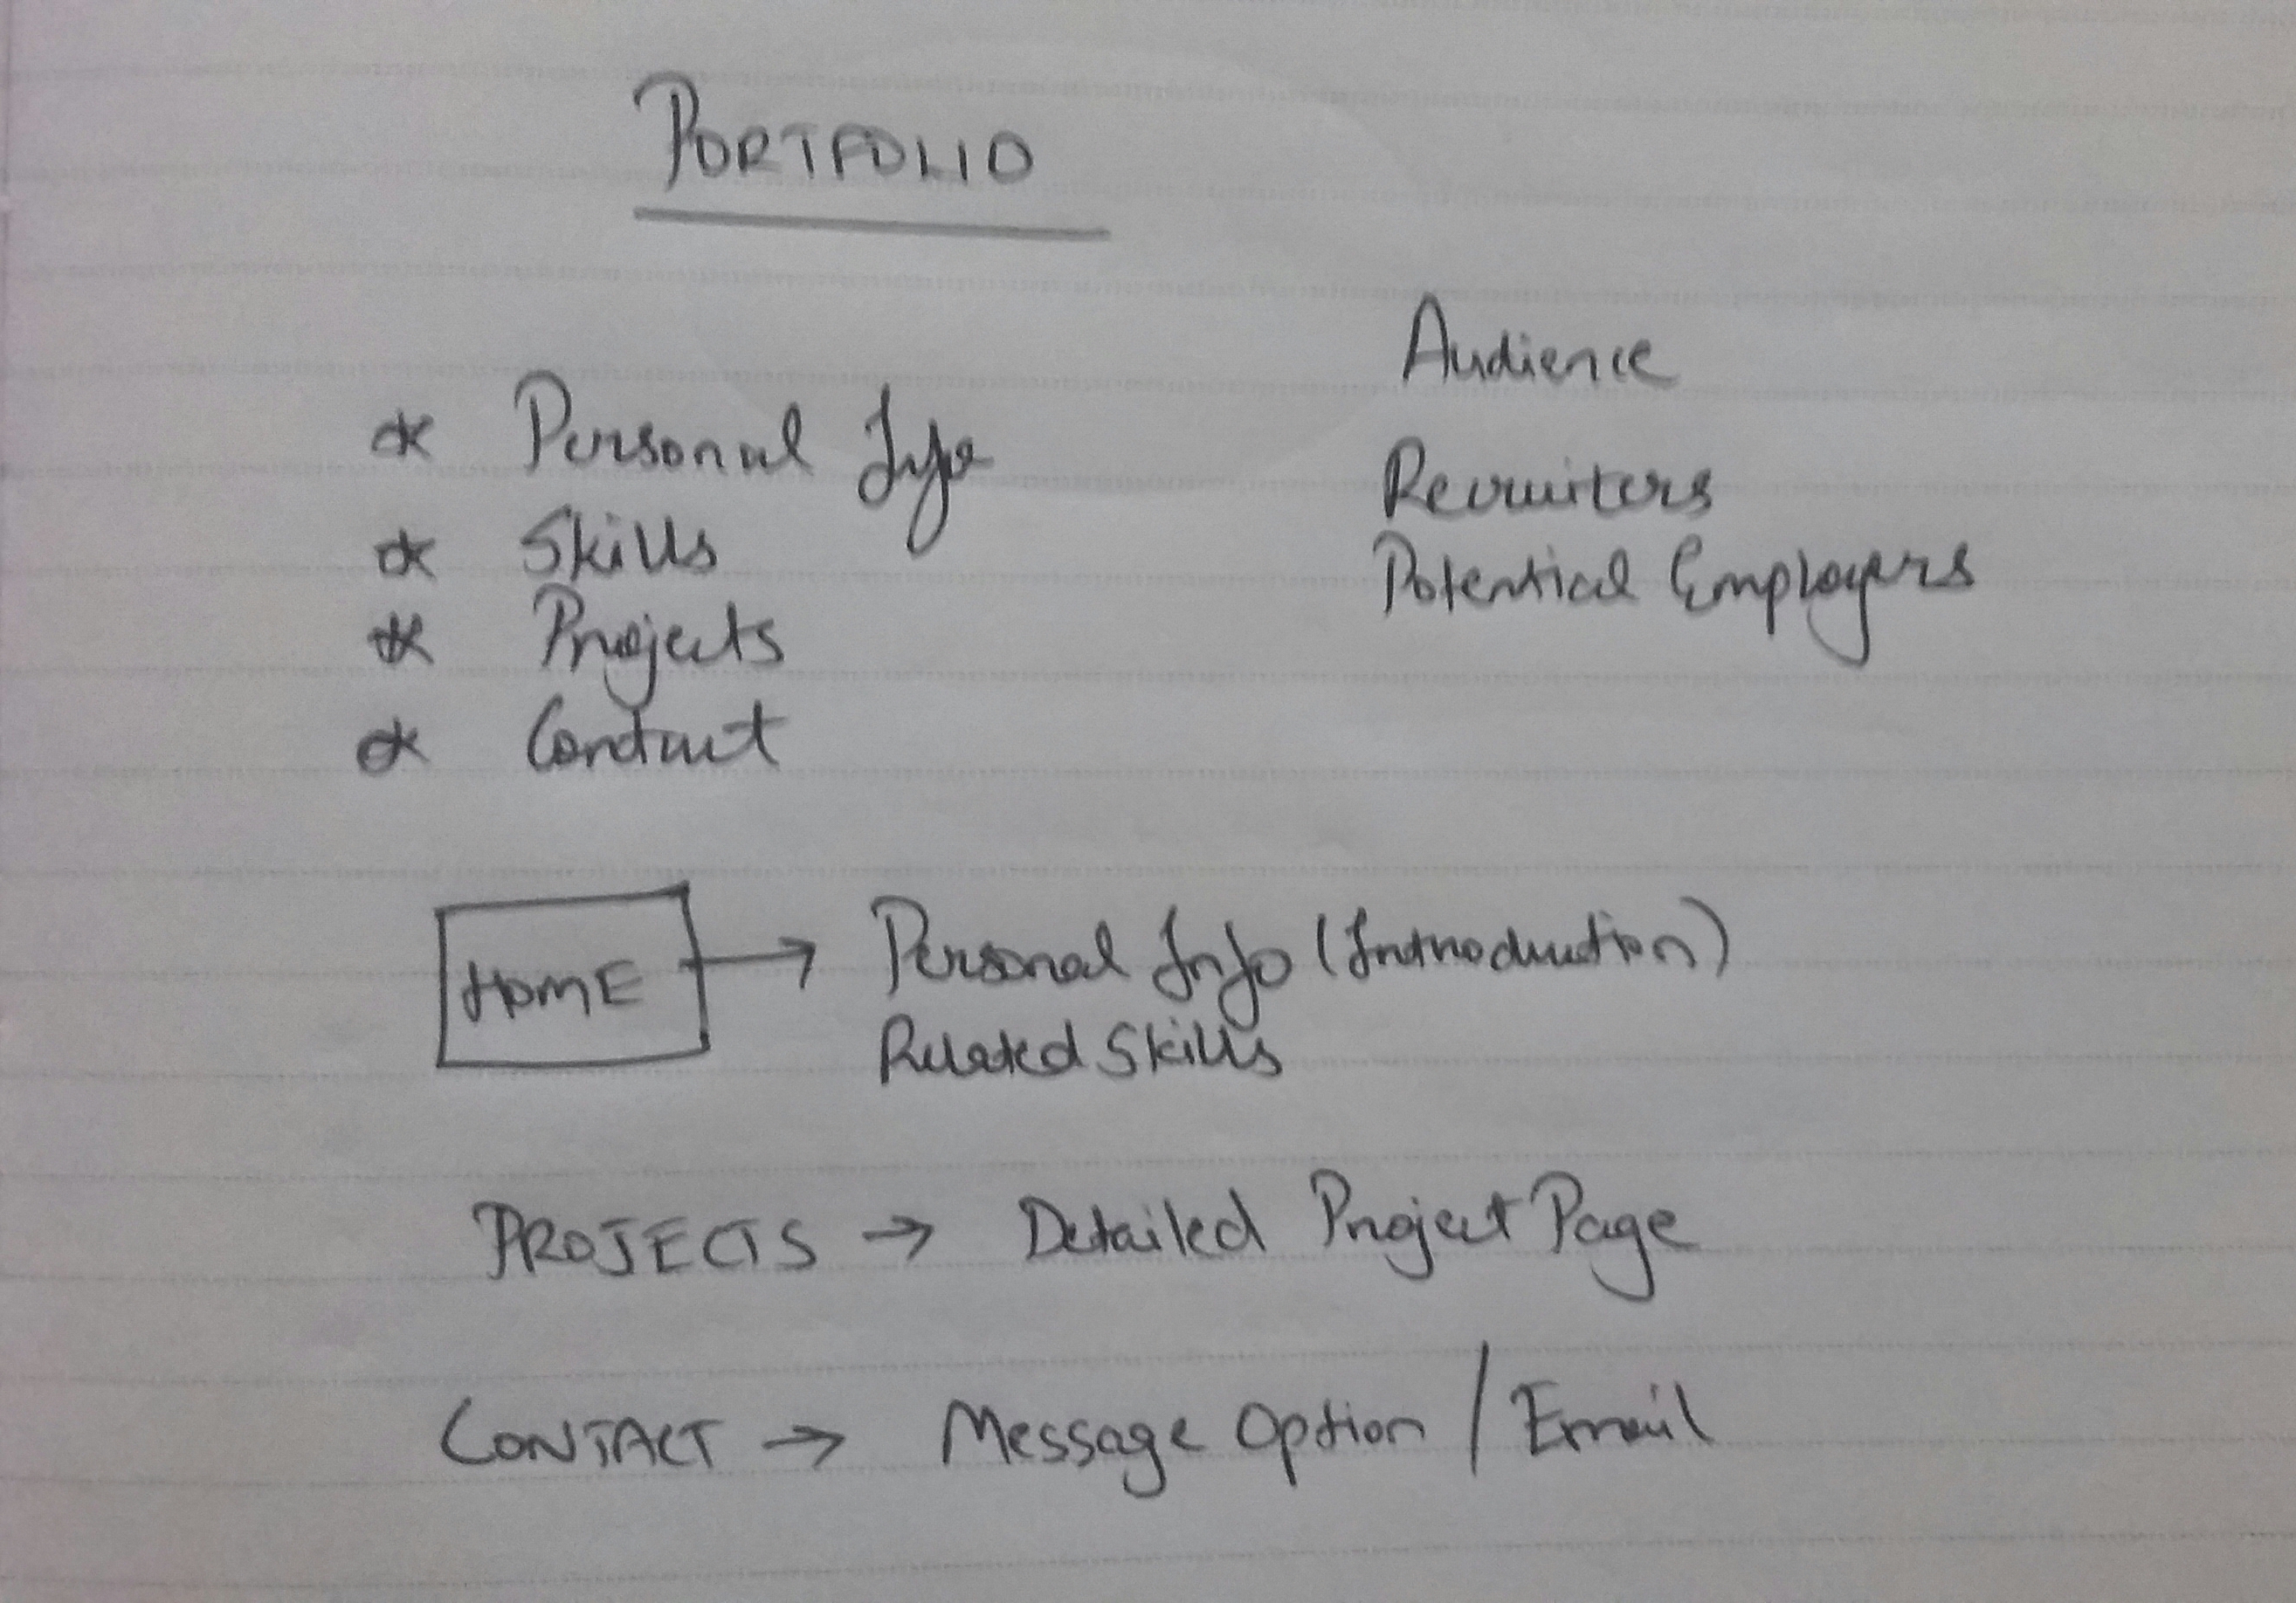 PORTFOLIO
* Personal Info
* Skills
* Projects
* Contact
Audience
Recruiters
Potential Employers
HOME → Personal Info (Introduction)
Related Skills
PROJECTS → Detailed Project Page
CONTACT → Message Option / Email